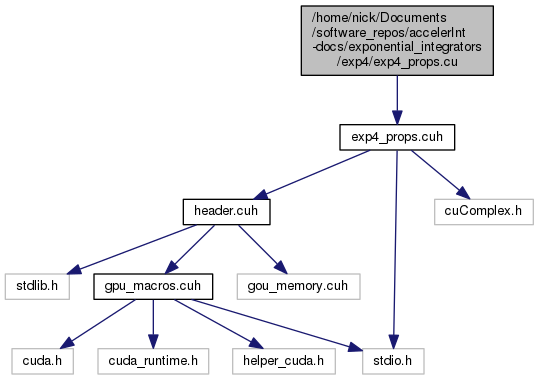 /home/nick/Documents
/software_repos/accelerInt
-docs/exponential_integrators
/exp4/exp4_props.cu
exp4_props.cuh
header.cuh
cuComplex.h
stdlib.h
gpu_macros.cuh
gou_memory.cuh
cuda.h
cuda_runtime.h
helper_cuda.h
stdio.h